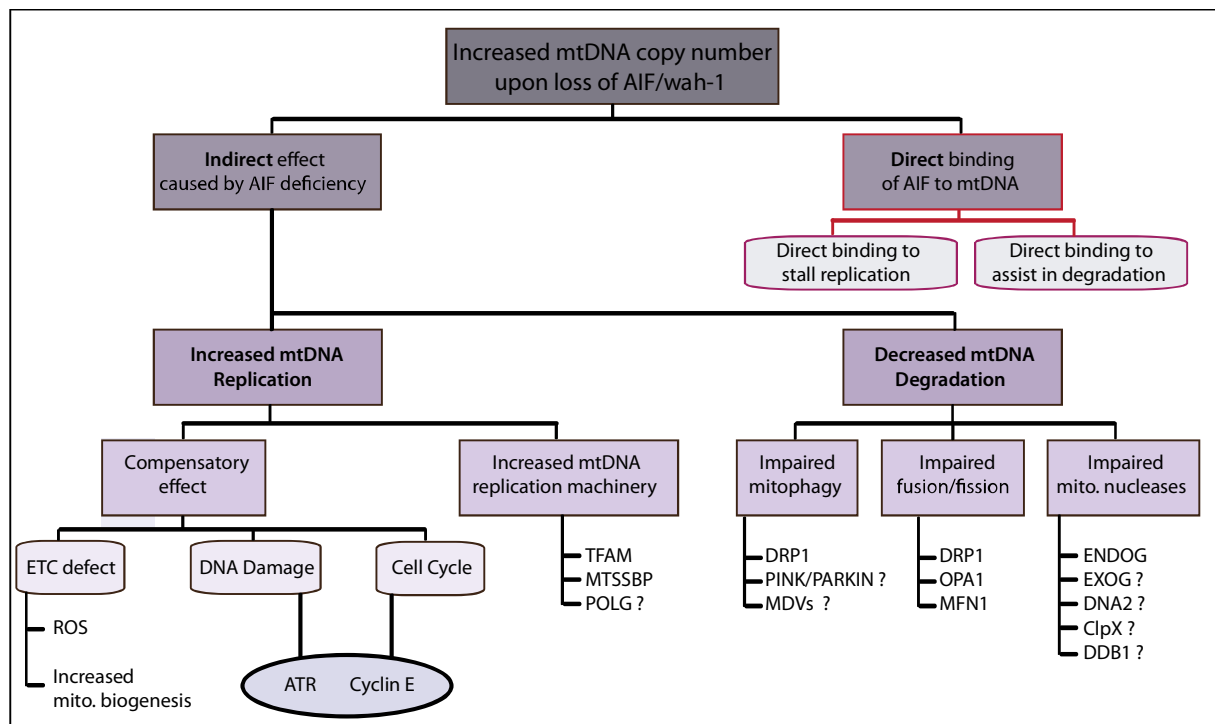 Increased mtDNA copy number
upon loss of AIF/wah-1
Indirect effect
caused by AIF deficiency
Direct binding
of AIF to mtDNA
Direct binding to
stall replication
Direct binding to
assist in degradation
Increased mtDNA
Replication
Decreased mtDNA
Degradation
Compensatory
effect
Increased mtDNA
replication machinery
Impaired
mitophagy
Impaired
fusion/fission
Impaired
mito. nucleases
ETC defect
DNA Damage
Cell Cycle
ROS
Increased
mito. biogenesis
ATR
Cyclin E
TFAM
MTSSBP
POLG ?
DRP1
PINK/PARKIN ?
MDVs ?
DRP1
OPA1
MFN1
ENDOG
EXOG ?
DNA2 ?
ClpX ?
DDB1 ?